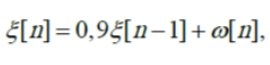 ξ[n] = 0,9ξ[n−1] + ω[n],